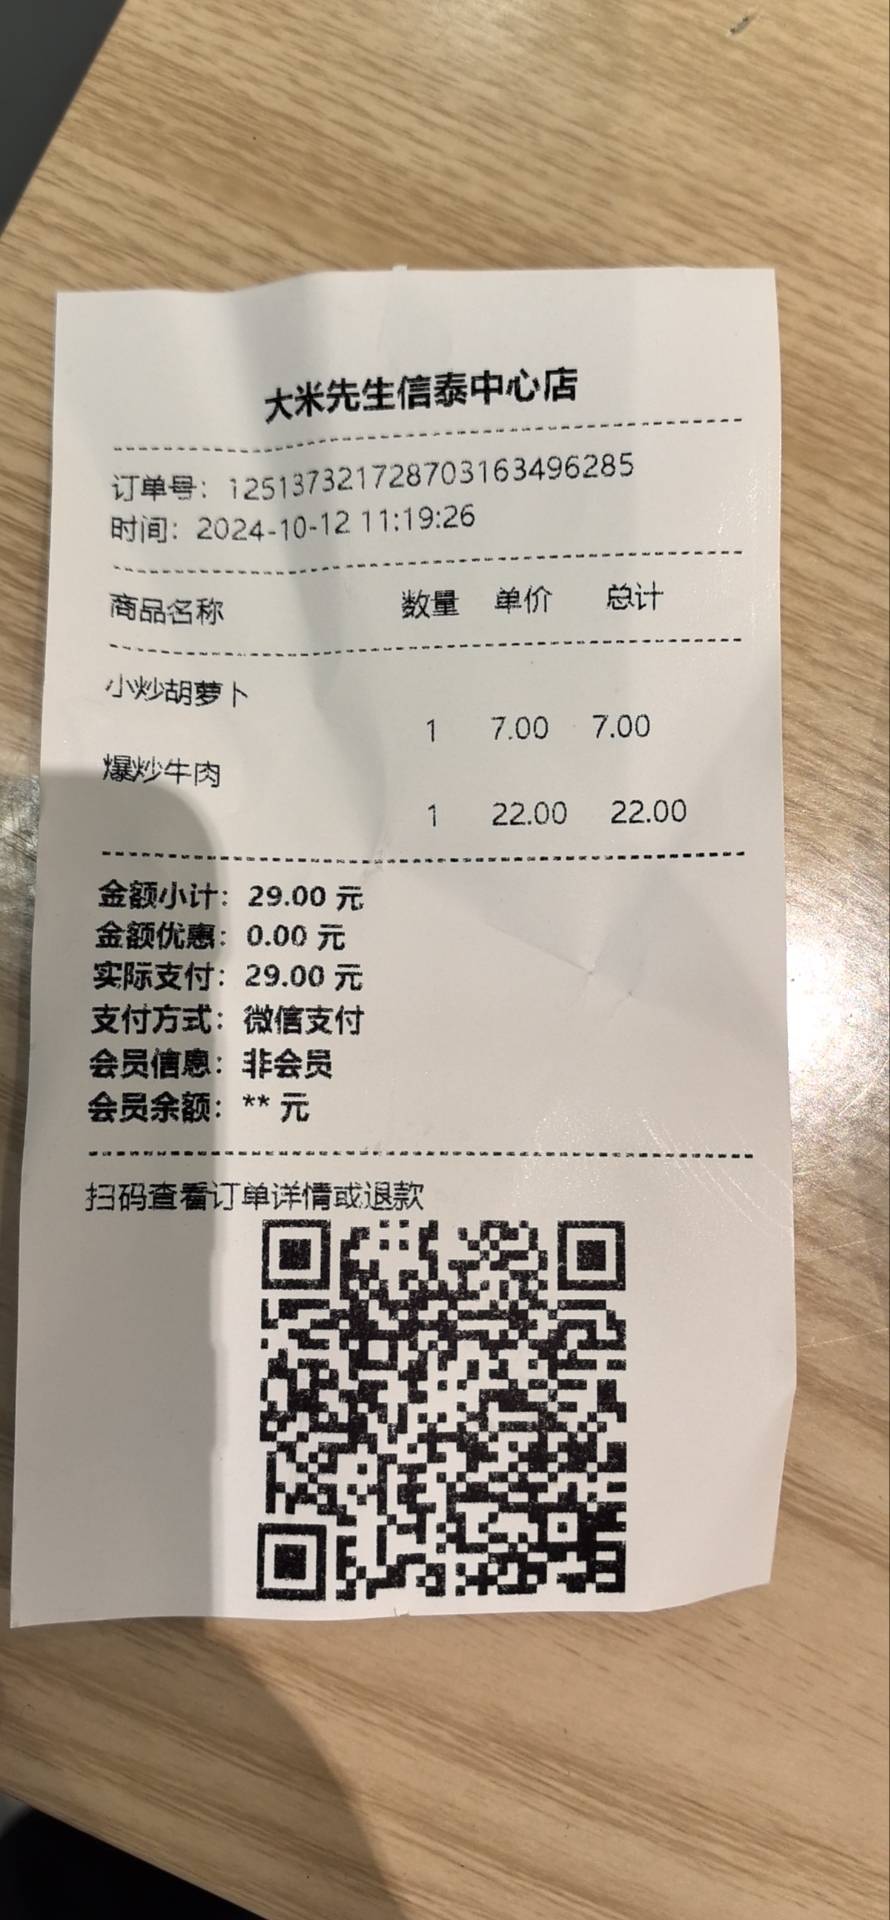 大米先生信泰中心店
订单号：125137321728703163496285
时间：2024-10-12 11:19:26
商品名称 数量 单价 总计
小炒胡萝卜
1 7.00 7.00
爆炒牛肉
1 22.00 22.00
金额小计：29.00 元
金额优惠：0.00 元
实际支付：29.00 元
支付方式：微信支付
会员信息：非会员
会员余额：** 元
扫码查看订单详情或退款